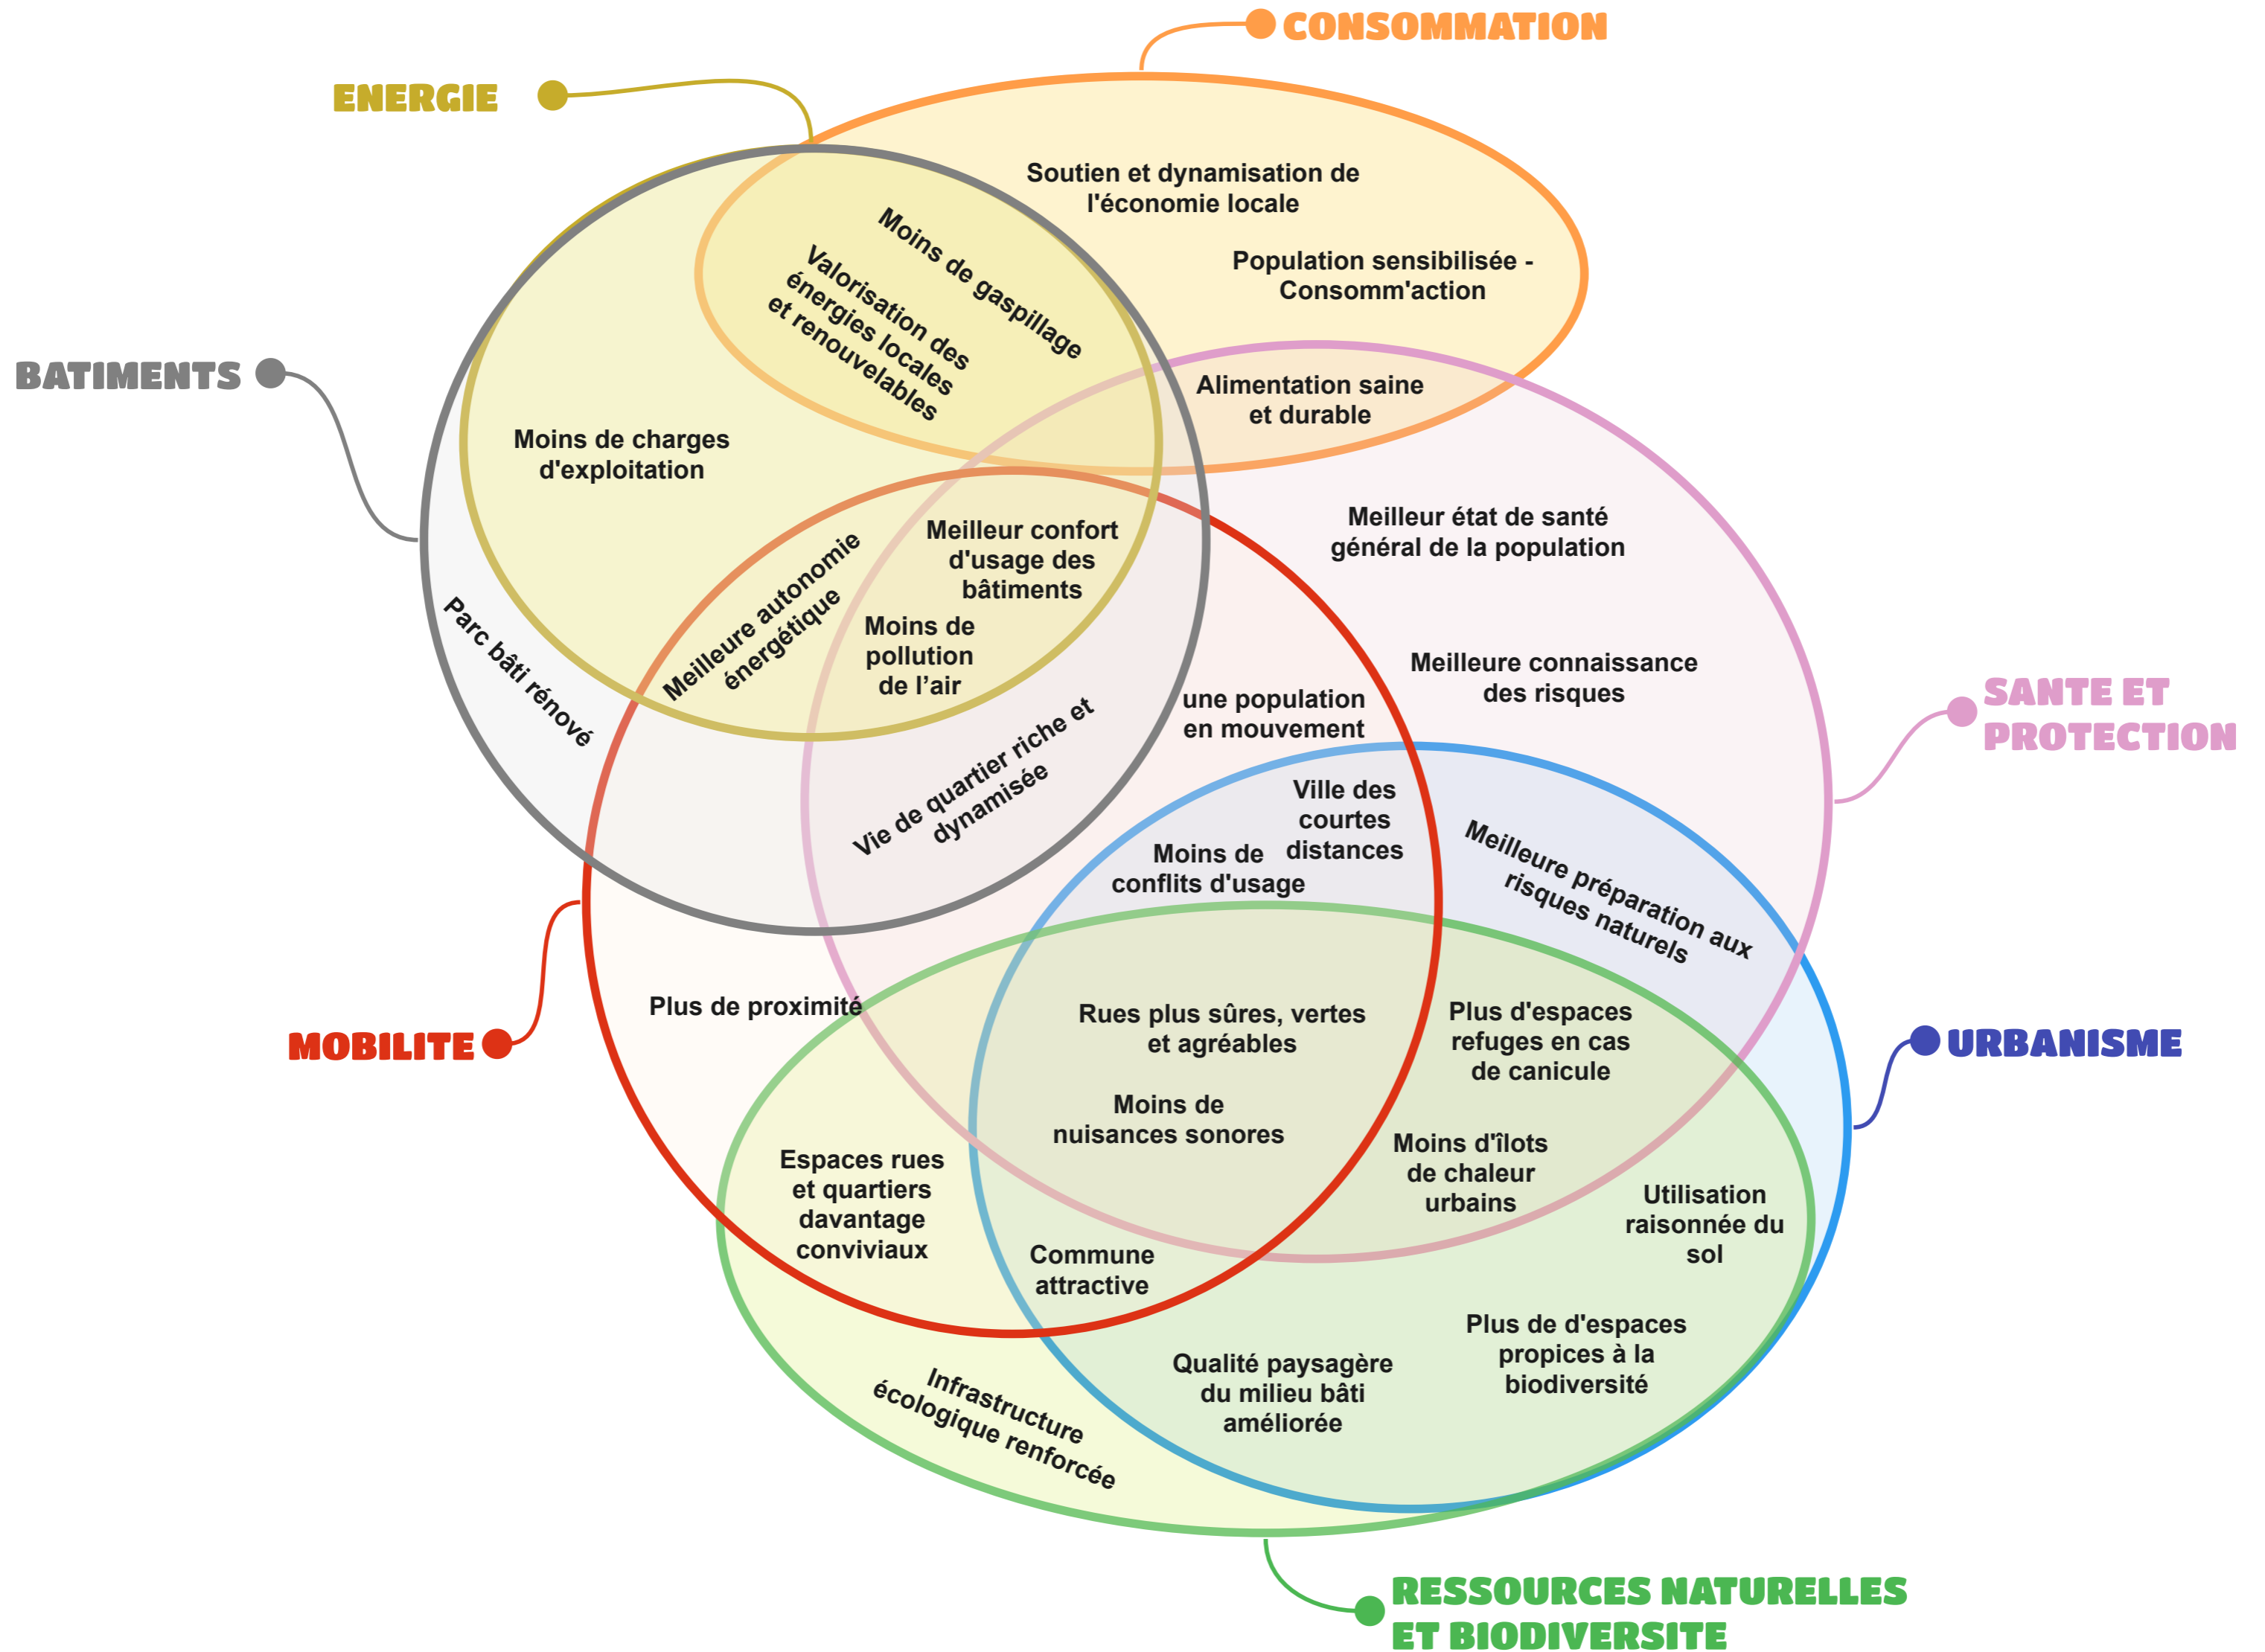 CONSOMMATION
ENERGIE
Soutien et dynamisation de
l'économie locale
Moins de gaspillage
Valorisation des
énergies locales
et renouvelables
Population sensibilisée -
Consomm'action
BATIMENTS
Alimentation saine
et durable
Moins de charges
d'exploitation
Meilleur état de santé
général de la population
Meilleur confort
d'usage des
bâtiments
Meilleure autonomie
énergétique
Moins de
pollution
de l’air
Parc bâti rénové
Meilleure connaissance
des risques
SANTE ET
PROTECTION
une population
en mouvement
Vie de quartier riche et
dynamisée
Ville des
courtes
distances
Moins de
conflits d'usage
Meilleure préparation aux
risques naturels
Plus de proximité
MOBILITE
Rues plus sûres, vertes
et agréables
Plus d'espaces
refuges en cas
de canicule
URBANISME
Moins de
nuisances sonores
Moins d'îlots
de chaleur
urbains
Espaces rues
et quartiers
davantage
conviviaux
Utilisation
raisonnée du
sol
Commune
attractive
Plus de d'espaces
propices à la
biodiversité
Qualité paysagère
du milieu bâti
améliorée
Infrastructure
écologique renforcée
RESSOURCES NATURELLES
ET BIODIVERSITE